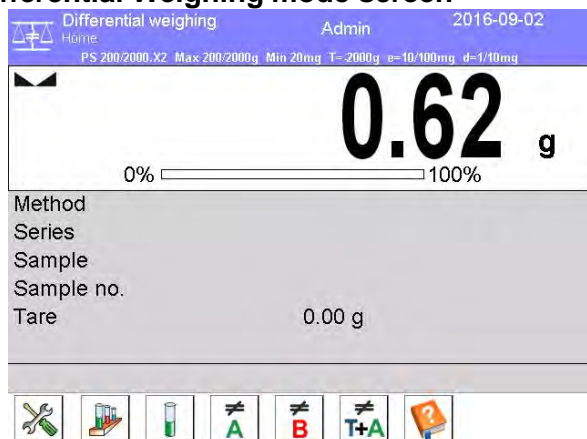 Differential Weighing mode screen
Differential weighing
Admin
2016-09-02
Home
PS 200/2000.X2 Max 200/2000g Min 20mg T=-2000g e=10/100mg d=1/10mg
0.62 g
0% 100%
Method
Series
Sample
Sample no.
Tare 0.00 g
≠ ≠ ≠
A B T+A ?